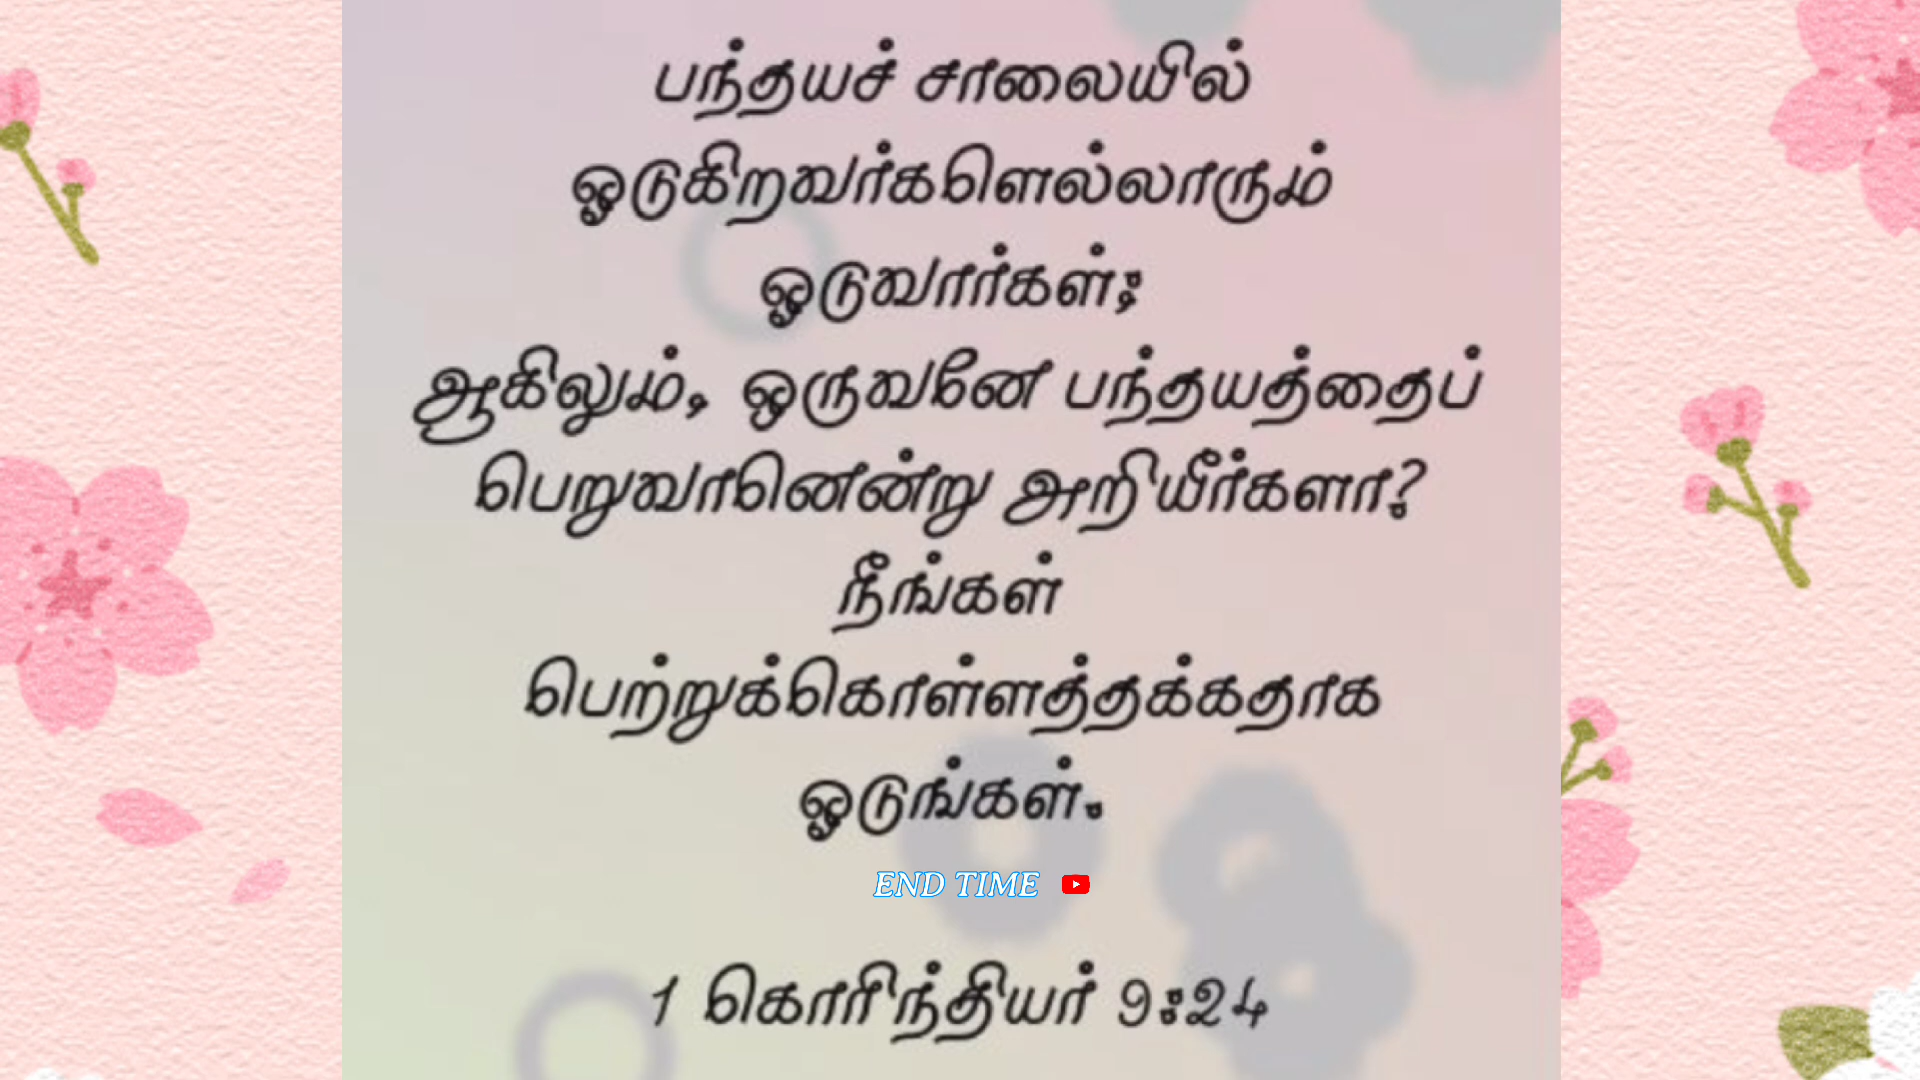 பந்தயச் சாலையில்
ஓடுகிறவர்களெல்லாரும்
ஓடுவார்கள்;
ஆகிலும், ஒருவனே பந்தயத்தைப்
பெறுவானென்று அறியீர்களா?
நீங்கள்
பெற்றுக்கொள்ளத்தக்கதாக
ஓடுங்கள்.
END TIME
1 கொரிந்தியர் 9:24